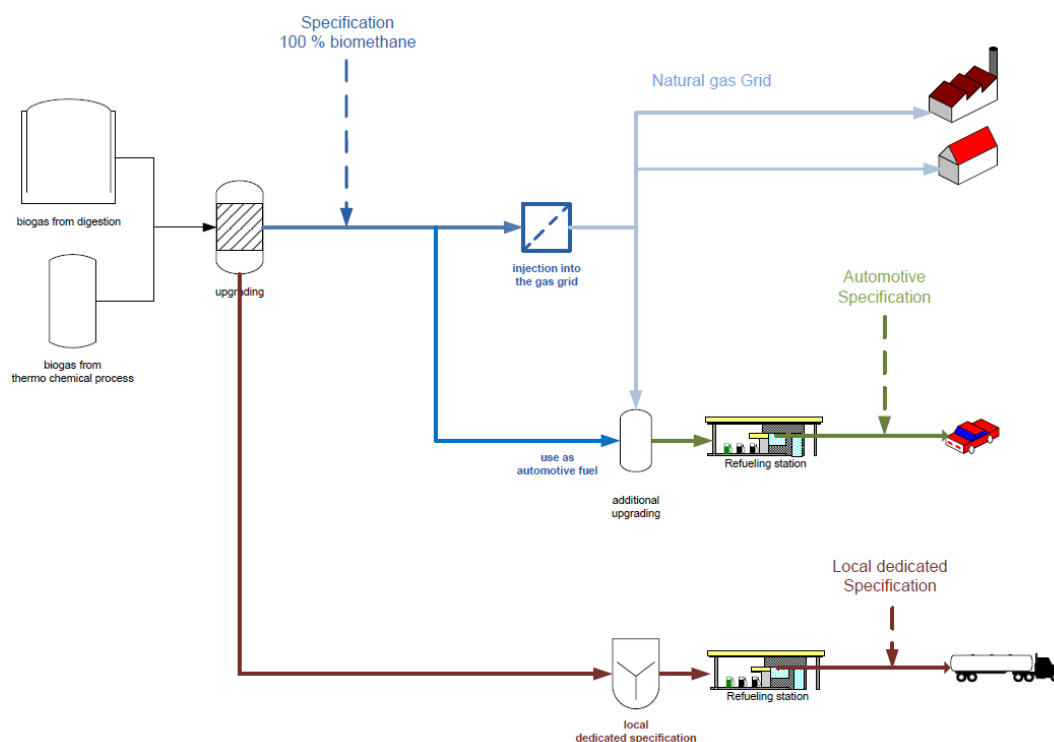 Specification
100 % biomethane
Natural gas Grid
biogas from digestion
injection into
the gas grid
upgrading
Automotive
Specification
biogas from
thermo chemical process
use as
automotive fuel
Refueling station
additional
upgrading
Local dedicated
Specification
Refueling station
local
dedicated specification